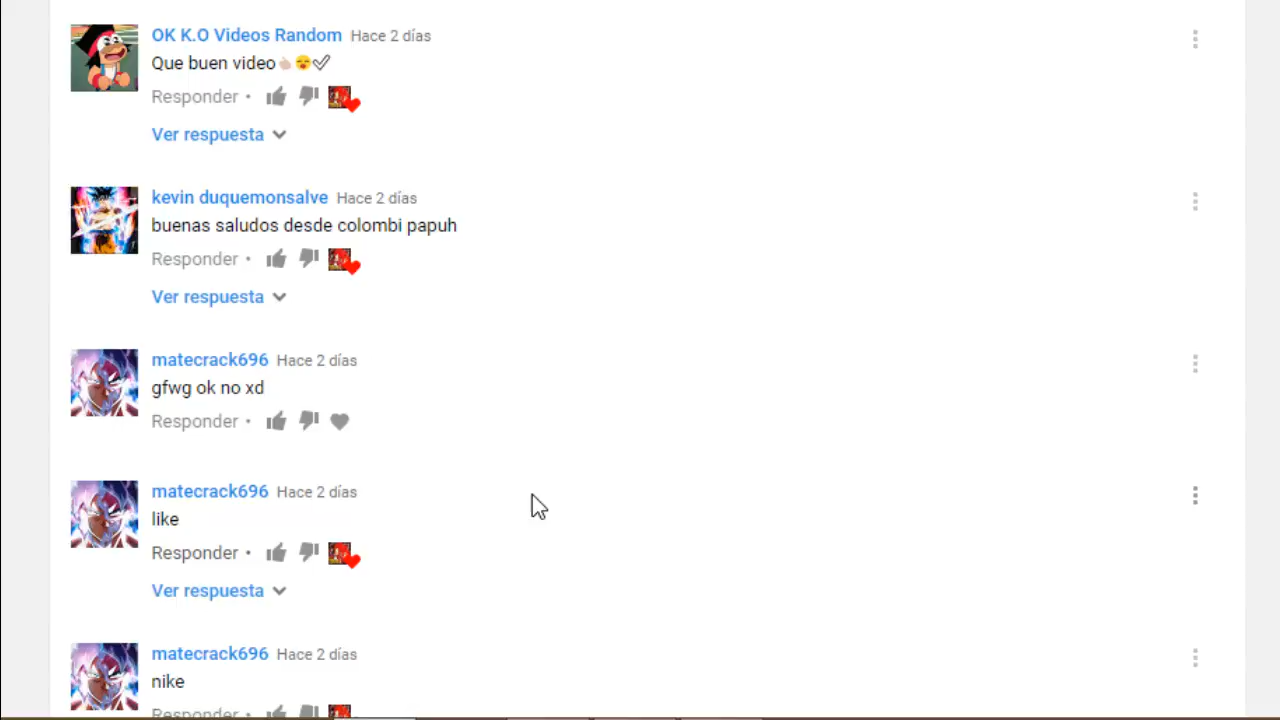 OK K.O Videos Random Hace 2 días
Que buen video👆🏻😪✅
Responder •
Ver respuesta
kevin duquemonsalve Hace 2 días
buenas saludos desde colombi papuh
Responder •
Ver respuesta
matecrack696 Hace 2 días
gfwg ok no xd
Responder •
matecrack696 Hace 2 días
like
Responder •
Ver respuesta
matecrack696 Hace 2 días
nike
Responder •